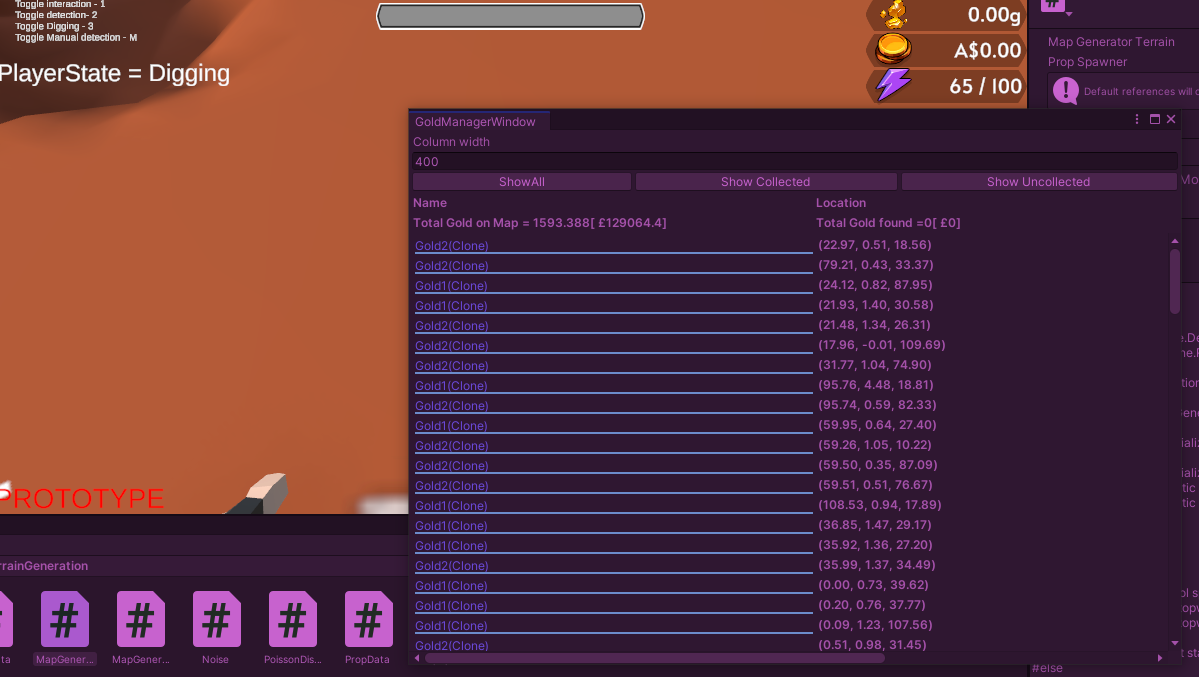 Toggle interaction - 1
Toggle detection- 2
Toggle Digging - 3
Toggle Manual detection - M
PlayerState = Digging
0.00g
A$0.00
65 / 100
Map Generator Terrain
Prop Spawner
Default references will
GoldManagerWindow
Column width
400
ShowAll Show Collected Show Uncollected
Name Location
Total Gold on Map = 1593.388[ £129064.4] Total Gold found =0[ £0]
Gold2(Clone) (22.97, 0.51, 18.56)
Gold2(Clone) (79.21, 0.43, 33.37)
Gold1(Clone) (24.12, 0.82, 87.95)
Gold1(Clone) (21.93, 1.40, 30.58)
Gold2(Clone) (21.48, 1.34, 26.31)
Gold2(Clone) (17.96, -0.01, 109.69)
Gold2(Clone) (31.77, 1.04, 74.90)
Gold1(Clone) (95.76, 4.48, 18.81)
Gold2(Clone) (95.74, 0.59, 82.33)
Gold1(Clone) (59.95, 0.64, 27.40)
Gold2(Clone) (59.26, 1.05, 10.22)
Gold2(Clone) (59.50, 0.35, 87.09)
Gold2(Clone) (59.51, 0.51, 76.67)
Gold1(Clone) (108.53, 0.94, 17.89)
Gold1(Clone) (36.85, 1.47, 29.17)
Gold1(Clone) (35.92, 1.36, 27.20)
Gold2(Clone) (35.99, 1.37, 34.49)
Gold1(Clone) (0.00, 0.73, 39.62)
Gold1(Clone) (0.20, 0.76, 37.77)
Gold1(Clone) (0.09, 1.23, 107.56)
Gold2(Clone) (0.51, 0.98, 31.45)
PROTOTYPE
rrainGeneration
ta MapGener... MapGener... Noise PoissonDis... PropData
#else